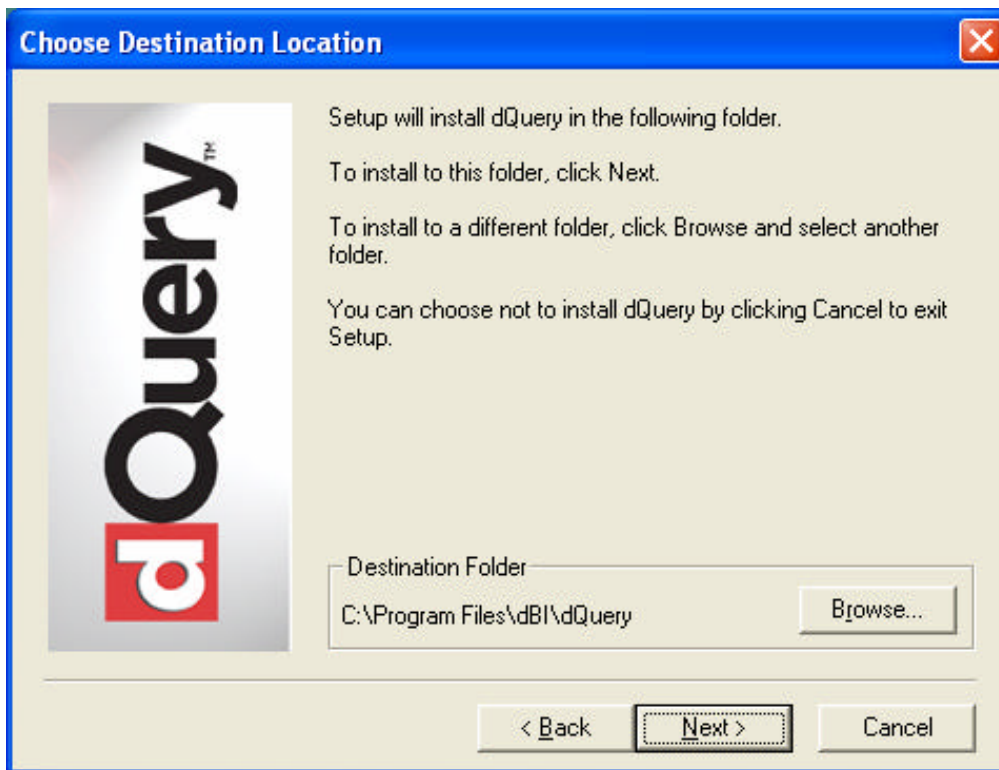 Choose Destination Location
dQuery™
Setup will install dQuery in the following folder.
To install to this folder, click Next.
To install to a different folder, click Browse and select another
folder.
You can choose not to install dQuery by clicking Cancel to exit
Setup.
Destination Folder
C:\Program Files\dBI\dQuery
Browse...
< Back
Next >
Cancel